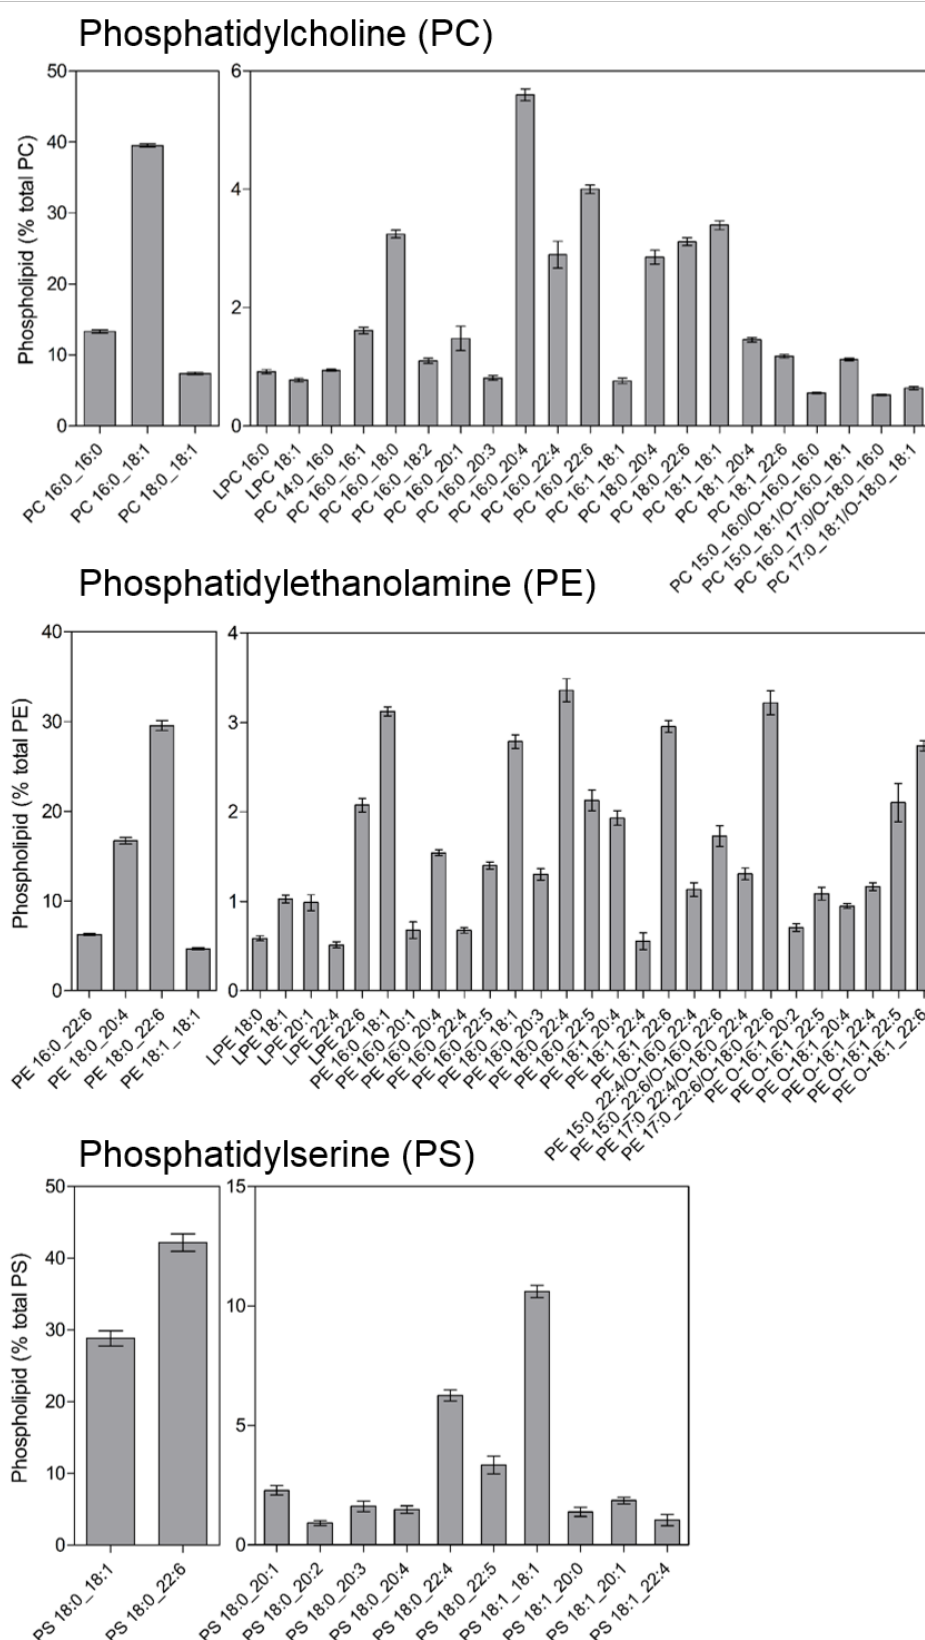 Phosphatidylcholine (PC)
Phospholipid (% total PC)
50
40
30
20
10
0
PC 16:0_16:0
PC 16:0_18:1
PC 18:0_18:1
6
4
2
0
LPC 16:0
LPC 18:1
PC 14:0_16:0
PC 16:0_16:1
PC 16:0_18:0
PC 16:0_18:2
PC 16:0_20:1
PC 16:0_20:3
PC 16:0_20:4
PC 16:0_22:4
PC 16:0_22:6
PC 16:1_18:1
PC 18:0_20:4
PC 18:0_22:6
PC 18:1_18:1
PC 18:1_20:4
PC 18:1_22:6
PC 15:0_16:0/O-16:0_16:0
PC 15:0_18:1/O-16:0_18:1
PC 16:0_17:0/O-18:0_16:0
PC 17:0_18:1/O-18:0_18:1
Phosphatidylethanolamine (PE)
Phospholipid (% total PE)
40
30
20
10
0
PE 16:0_22:6
PE 18:0_20:4
PE 18:0_22:6
PE 18:1_18:1
4
3
2
1
0
LPE 18:0
LPE 18:1
LPE 20:1
LPE 22:4
LPE 22:6
PE 16:0_18:1
PE 16:0_20:1
PE 16:0_20:4
PE 16:0_22:4
PE 16:0_22:5
PE 18:0_18:1
PE 18:0_20:3
PE 18:0_22:4
PE 18:0_22:5
PE 18:1_20:4
PE 18:1_22:4
PE 18:1_22:6
PE 15:0_22:4/O-16:0_22:4
PE 15:0_22:6/O-16:0_22:6
PE 17:0_22:4/O-18:0_22:4
PE 17:0_22:6/O-18:0_22:6
PE O-16:1_20:2
PE O-16:1_22:5
PE O-18:1_20:4
PE O-18:1_22:4
PE O-18:1_22:5
PE O-18:1_22:6
Phosphatidylserine (PS)
Phospholipid (% total PS)
50
40
30
20
10
0
PS 18:0_18:1
PS 18:0_22:6
15
10
5
0
PS 18:0_20:1
PS 18:0_20:2
PS 18:0_20:3
PS 18:0_20:4
PS 18:0_22:4
PS 18:0_22:5
PS 18:1_18:1
PS 18:1_20:0
PS 18:1_20:1
PS 18:1_22:4